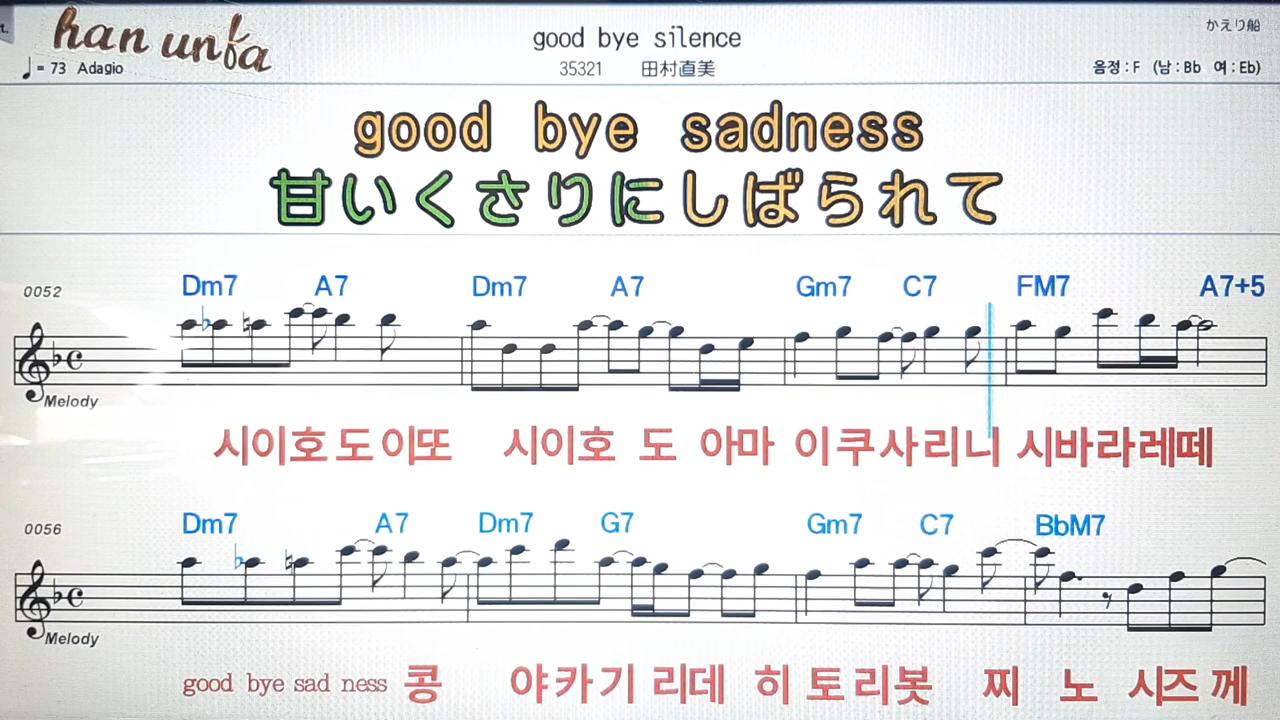 han unfa
good bye silence
かえり船
♩= 73 Adagio
35321 田村直美
음정 : F (남 : Bb 여 : Eb)
good bye sadness
甘いくさりにしばられて
0052
Dm7 A7 Dm7 A7 Gm7 C7 FM7 A7+5
Melody
시이호 도 이또 시이호 도 아마 이쿠사리니 시바라레떼
0056
Dm7 A7 Dm7 G7 Gm7 C7 BbM7
Melody
good bye sad ness 콩 야카기 리데 히 토리봇 찌 노 시즈 께